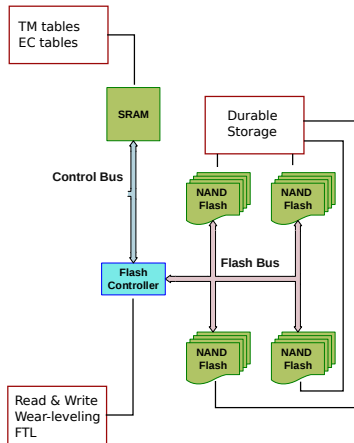 TM tables
EC tables
SRAM
Durable
Storage
Control Bus
NAND
Flash
NAND
Flash
Flash Bus
Flash
Controller
NAND
Flash
NAND
Flash
Read & Write
Wear-leveling
FTL